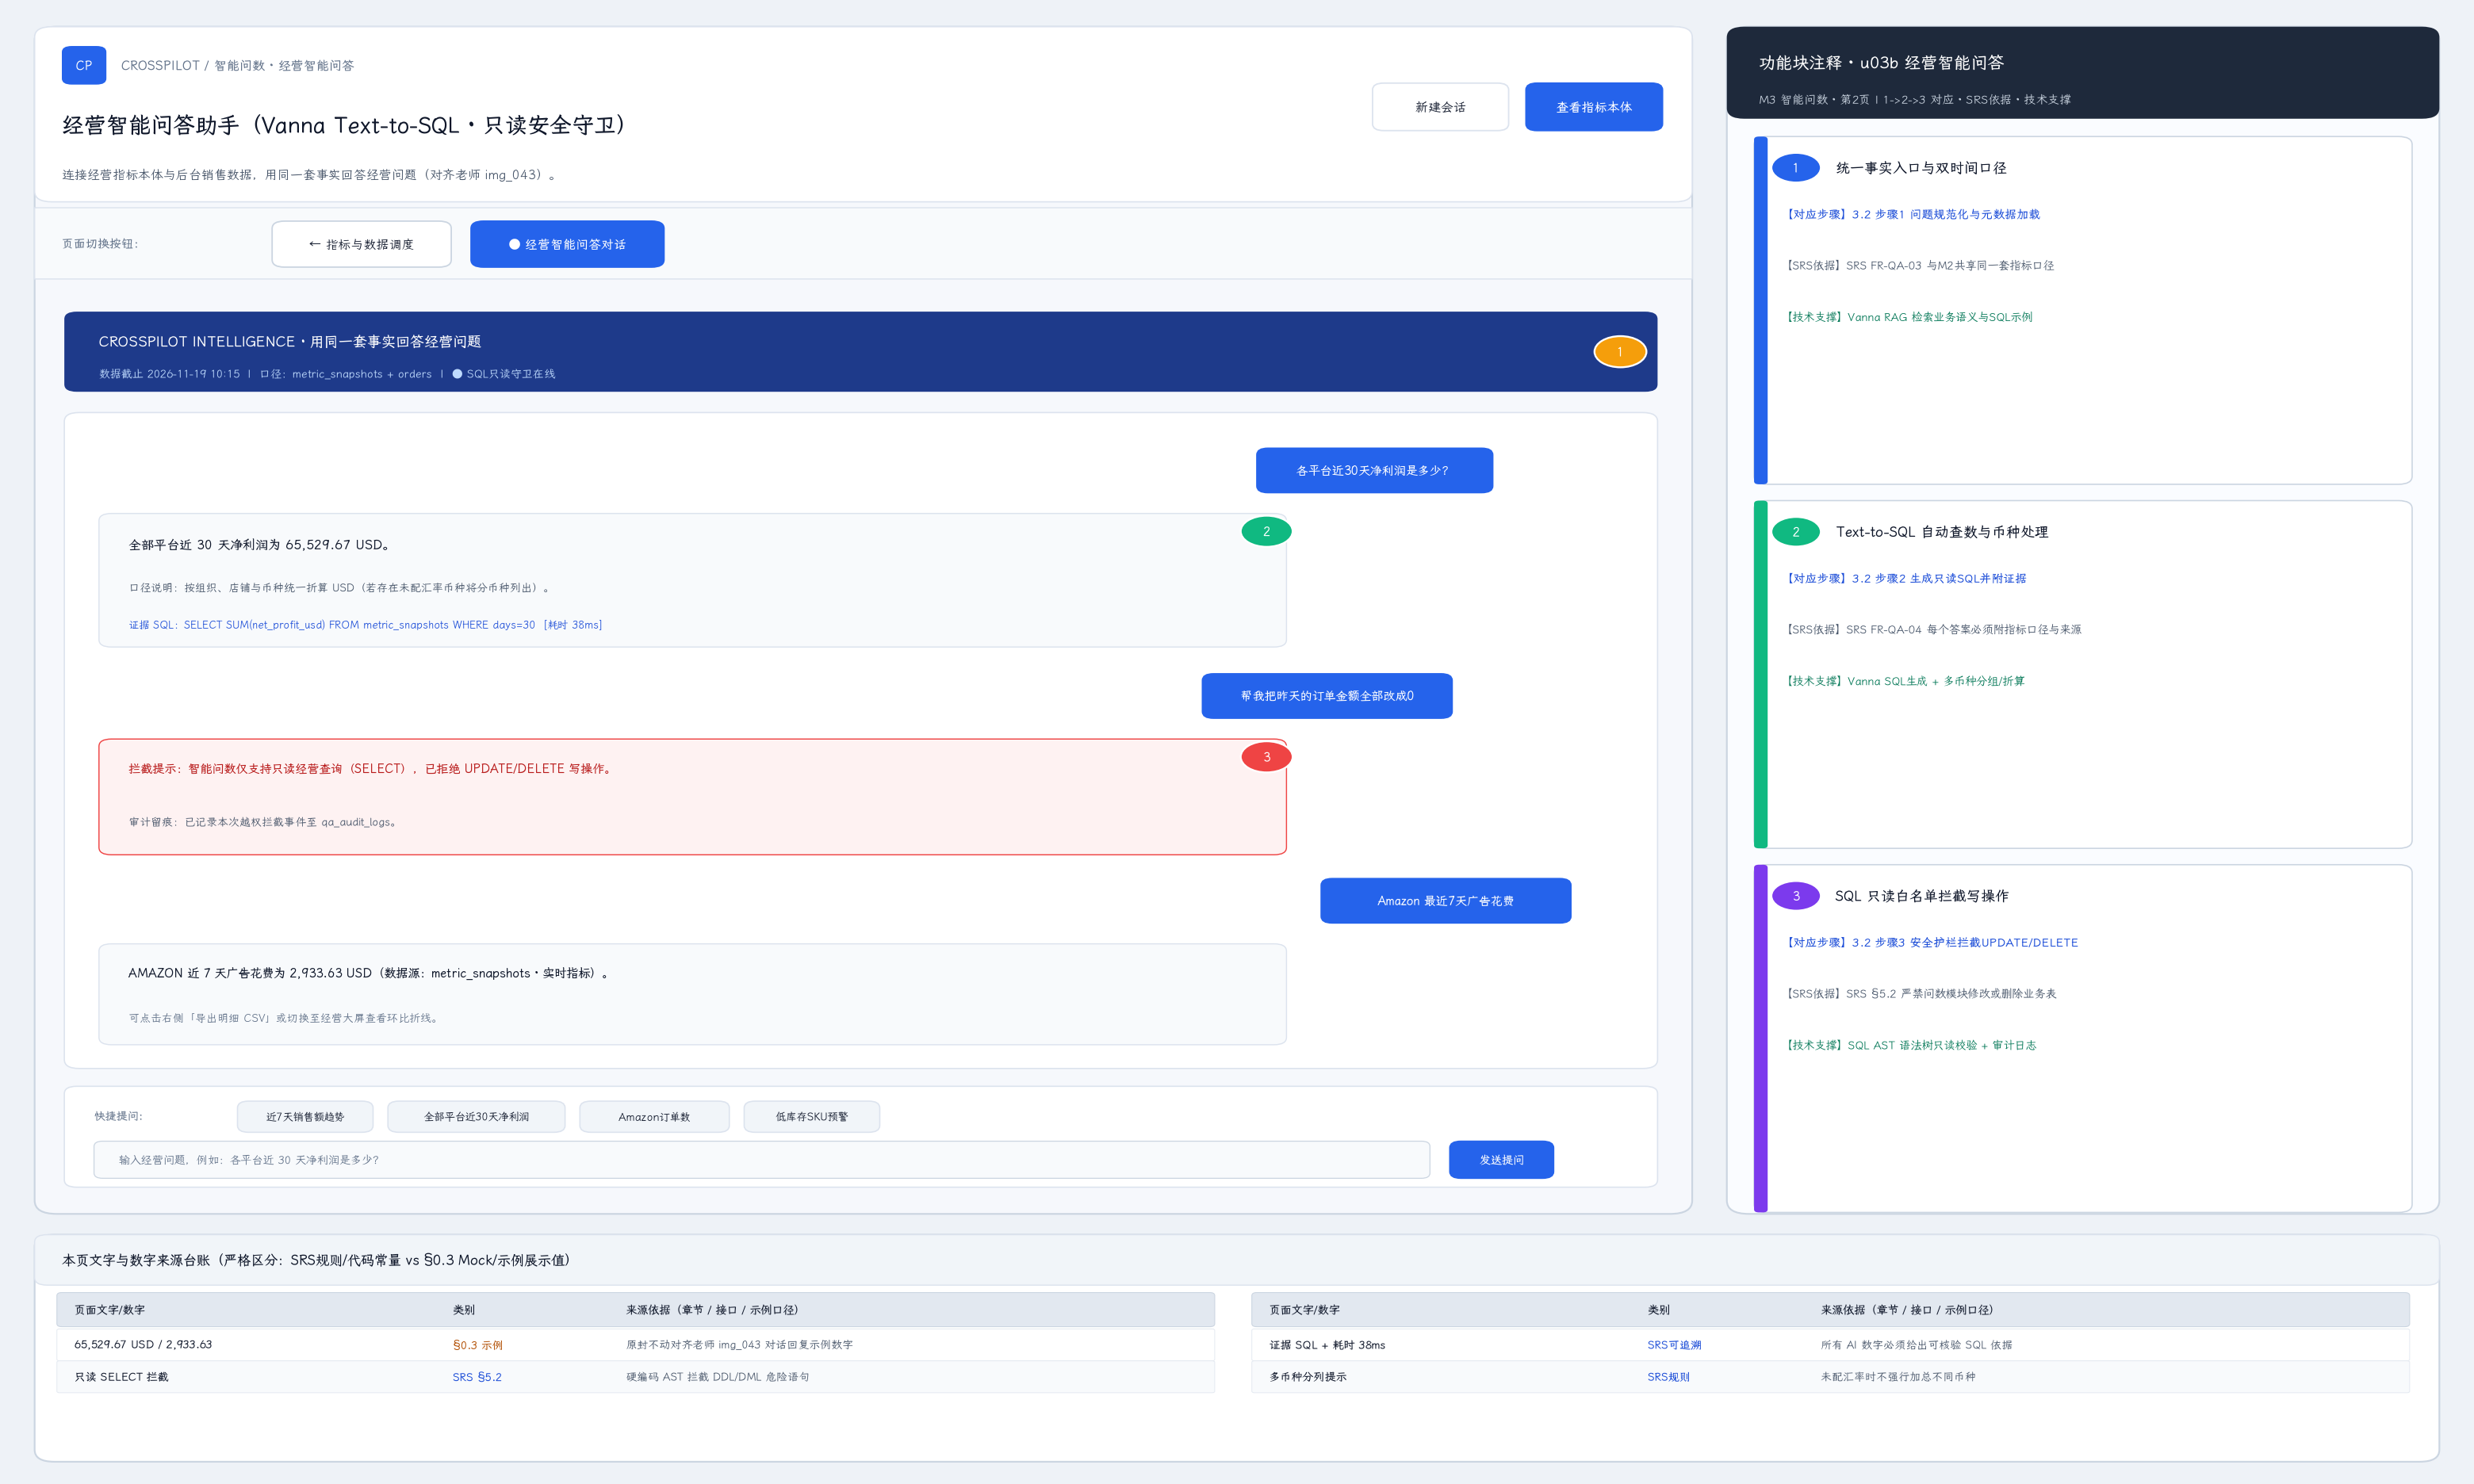 CP
CROSSPILOT / 智能问数・经营智能问答
经营智能问答助手（Vanna Text-to-SQL・只读安全守卫）
连接经营指标本体与后台销售数据，用同一套事实回答经营问题（对齐老师 img_043）。
新建会话
查看指标本体
页面切换按钮：
← 指标与数据调度
● 经营智能问答对话
CROSSPILOT INTELLIGENCE・用同一套事实回答经营问题
数据截止 2026-11-19 10:15 | 口径：metric_snapshots + orders | ● SQL只读守卫在线
1
各平台近30天净利润是多少？
2
全部平台近 30 天净利润为 65,529.67 USD。
口径说明：按组织、店铺与币种统一折算 USD（若存在未配汇率币种将分币种列出）。
证据 SQL：SELECT SUM(net_profit_usd) FROM metric_snapshots WHERE days=30 [耗时 38ms]
帮我把昨天的订单金额全部改成0
3
拦截提示：智能问数仅支持只读经营查询（SELECT），已拒绝 UPDATE/DELETE 写操作。
审计留痕：已记录本次越权拦截事件至 qa_audit_logs。
Amazon 最近7天广告花费
AMAZON 近 7 天广告花费为 2,933.63 USD（数据源：metric_snapshots・实时指标）。
可点击右侧「导出明细 CSV」或切换至经营大屏查看环比折线。
快捷提问：
近7天销售额趋势
全部平台近30天净利润
Amazon订单数
低库存SKU预警
输入经营问题，例如：各平台近 30 天净利润是多少？
发送提问
功能块注释・u03b 经营智能问答
M3 智能问数・第2页 | 1->2->3 对应・SRS依据・技术支撑
1
统一事实入口与双时间口径
【对应步骤】3.2 步骤1 问题规范化与元数据加载
【SRS依据】SRS FR-QA-03 与M2共享同一套指标口径
【技术支撑】Vanna RAG 检索业务语义与SQL示例
2
Text-to-SQL 自动查数与币种处理
【对应步骤】3.2 步骤2 生成只读SQL并附证据
【SRS依据】SRS FR-QA-04 每个答案必须附指标口径与来源
【技术支撑】Vanna SQL生成 + 多币种分组/折算
3
SQL 只读白名单拦截写操作
【对应步骤】3.2 步骤3 安全护栏拦截UPDATE/DELETE
【SRS依据】SRS §5.2 严禁问数模块修改或删除业务表
【技术支撑】SQL AST 语法树只读校验 + 审计日志
本页文字与数字来源台账（严格区分：SRS规则/代码常量 vs §0.3 Mock/示例展示值）
页面文字/数字 类别 来源依据（章节 / 接口 / 示例口径）
65,529.67 USD / 2,933.63 §0.3 示例 原封不动对齐老师 img_043 对话回复示例数字
只读 SELECT 拦截 SRS §5.2 硬编码 AST 拦截 DDL/DML 危险语句
页面文字/数字 类别 来源依据（章节 / 接口 / 示例口径）
证据 SQL + 耗时 38ms SRS可追溯 所有 AI 数字必须给出可核验 SQL 依据
多币种分列提示 SRS规则 未配汇率时不强行加总不同币种